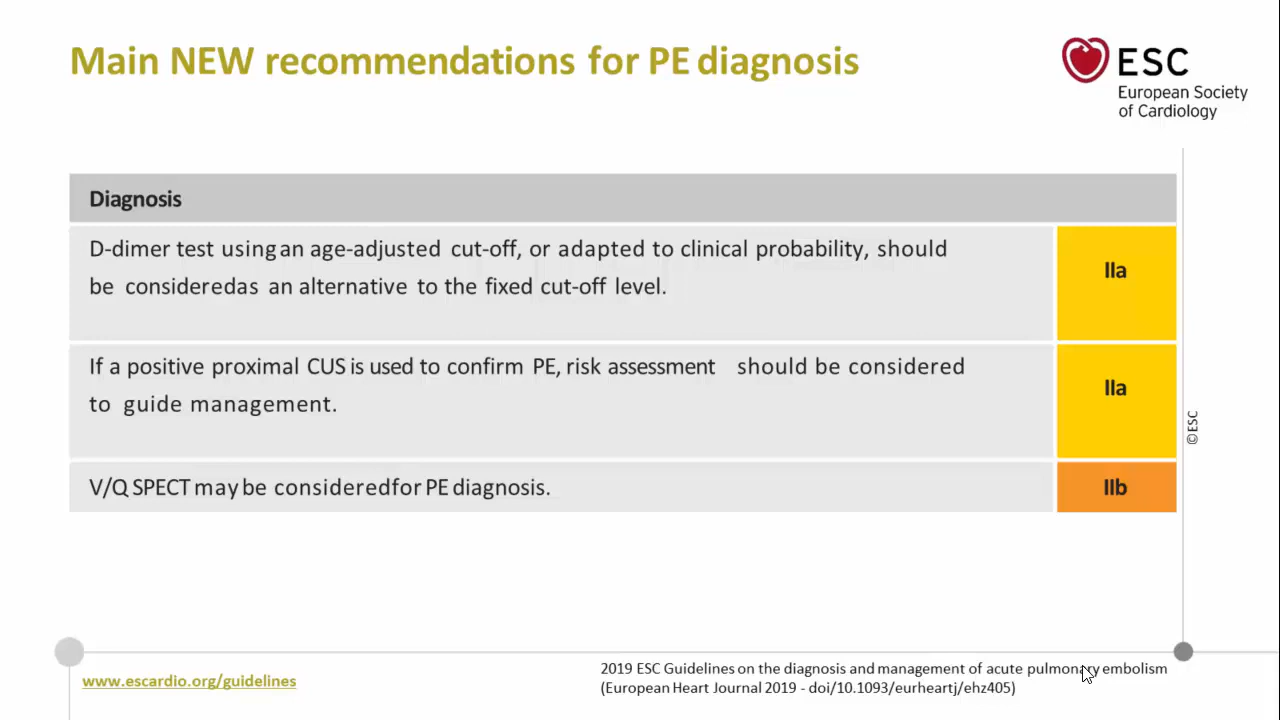 Main NEW recommendations for PE diagnosis
ESC
European Society
of Cardiology
Diagnosis
D-dimer test using an age-adjusted cut-off, or adapted to clinical probability, should
be consideredas an alternative to the fixed cut-off level.
IIa
If a positive proximal CUS is used to confirm PE, risk assessment should be considered
to guide management.
IIa
©ESC
V/Q SPECT may be consideredfor PE diagnosis.
IIb
www.escardio.org/guidelines
2019 ESC Guidelines on the diagnosis and management of acute pulmonary embolism
(European Heart Journal 2019 - doi/10.1093/eurheartj/ehz405)